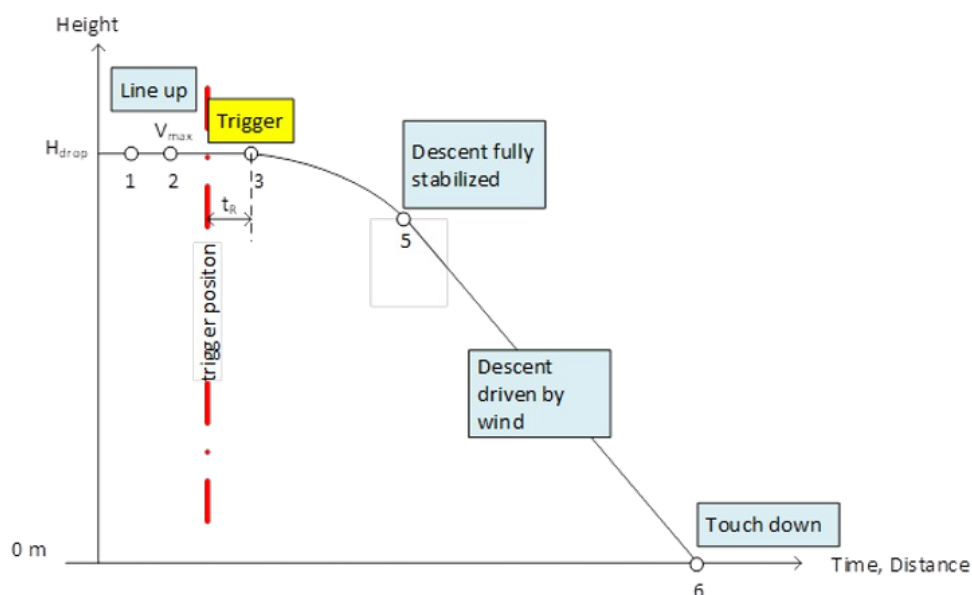 Height
Line up
Trigger
Vmax
Hdrop
1
2
3
tR
Descent fully
stabilized
5
trigger positon
Descent
driven by
wind
Touch down
0 m
Time, Distance
6